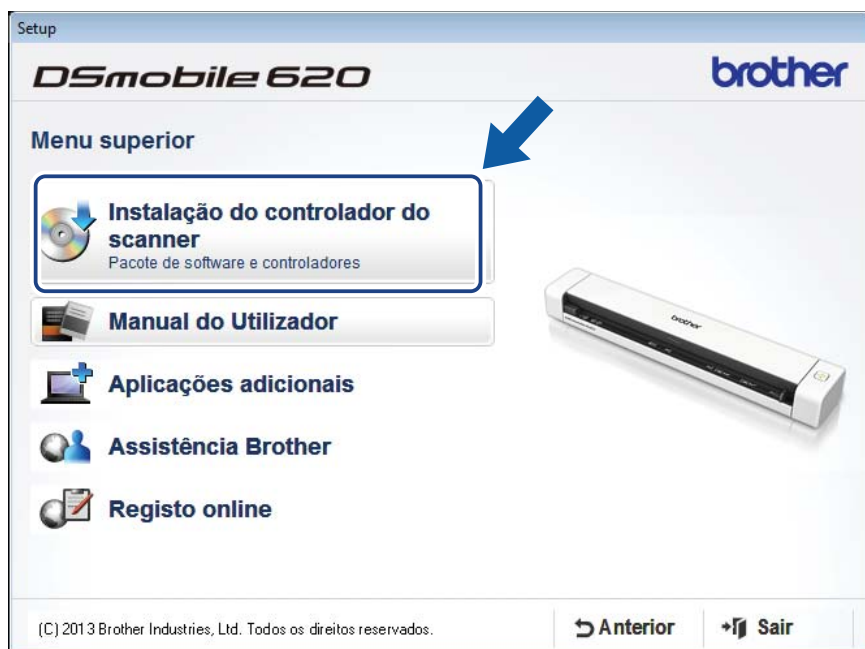 Setup
DSmobile 620
brother
Menu superior
Instalação do controlador do
scanner
Pacote de software e controladores
Manual do Utilizador
Aplicações adicionais
Assistência Brother
Registo online
brother
(C) 2013 Brother Industries, Ltd. Todos os direitos reservados.
Anterior
Sair